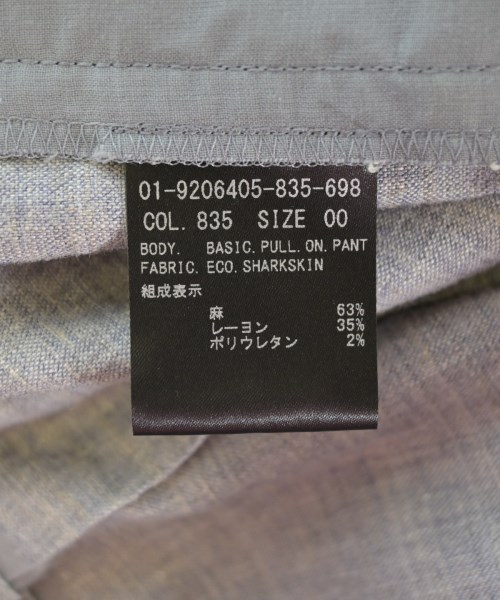 01-9206405-835-698
COL. 835 SIZE 00
BODY. BASIC.PULL.ON.PANT
FABRIC. ECO.SHARKSKIN
組成表示
麻 63%
レーヨン 35%
ポリウレタン 2%